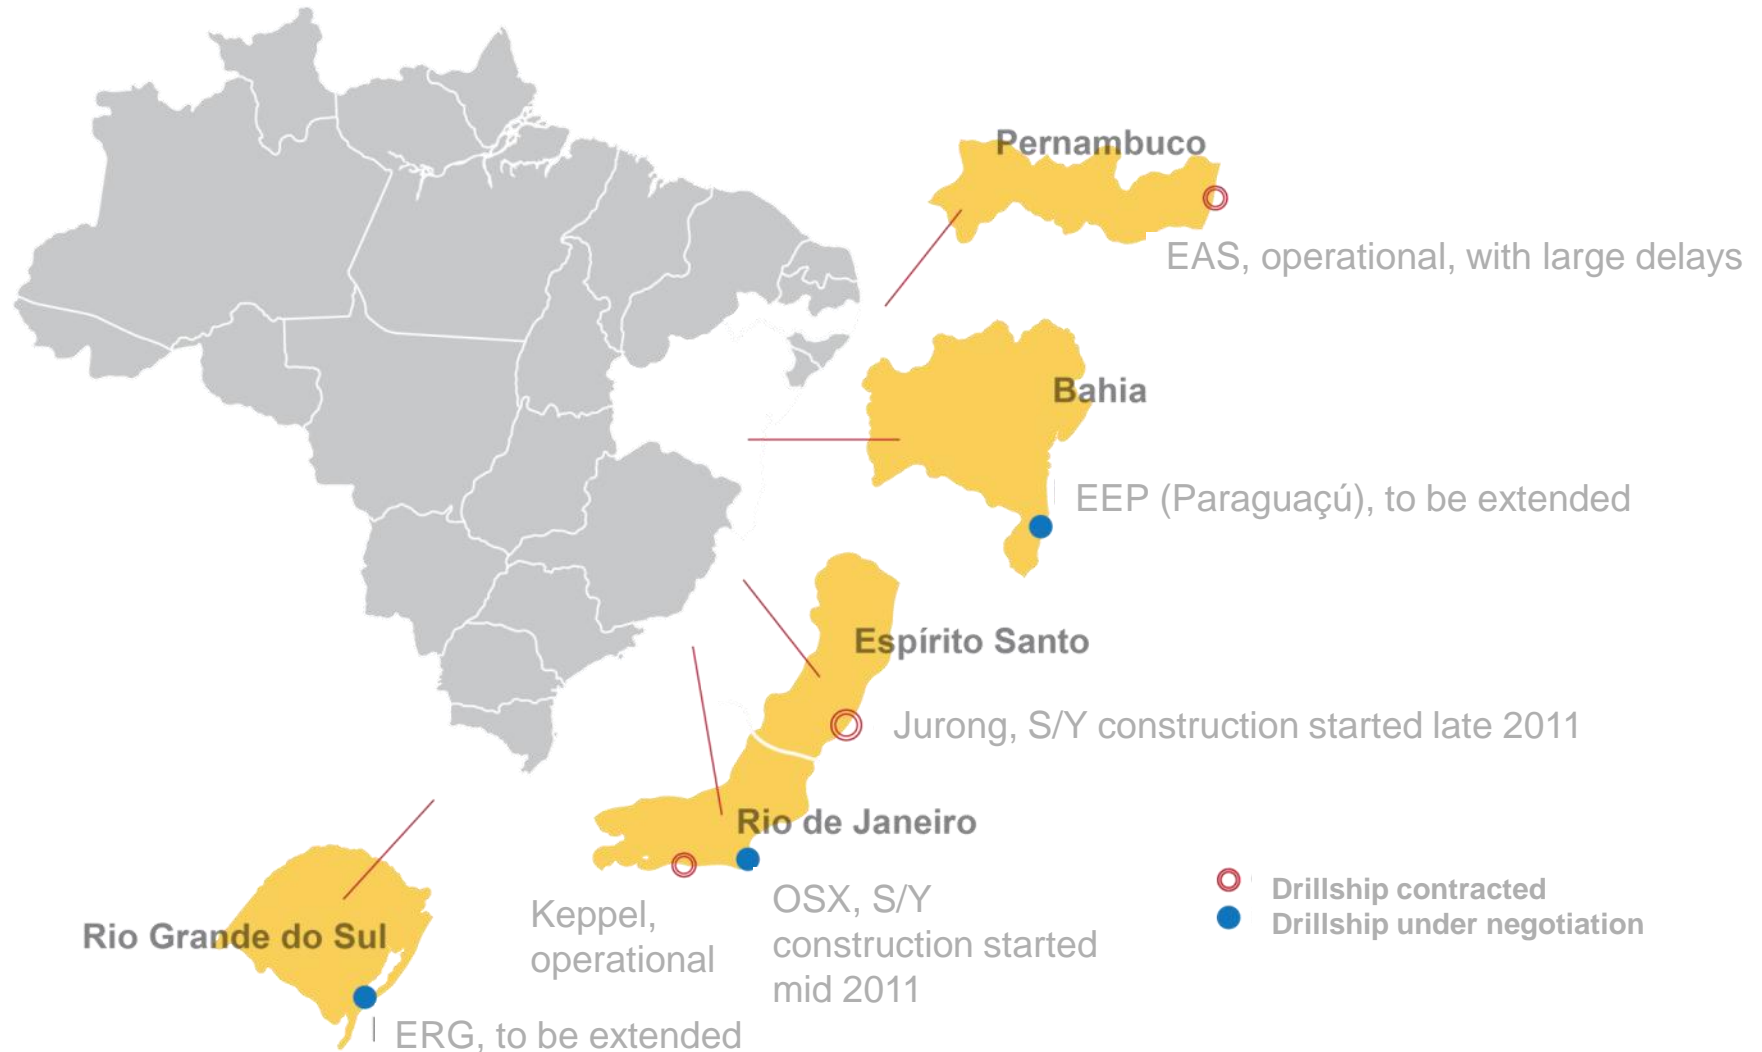 Pernambuco
EAS, operational, with large delays
Bahia
EEP (Paraguaçú), to be extended
Espírito Santo
Jurong, S/Y construction started late 2011
Rio de Janeiro
Keppel,
operational
OSX, S/Y
construction started
mid 2011
Drillship contracted
Drillship under negotiation
Rio Grande do Sul
ERG, to be extended